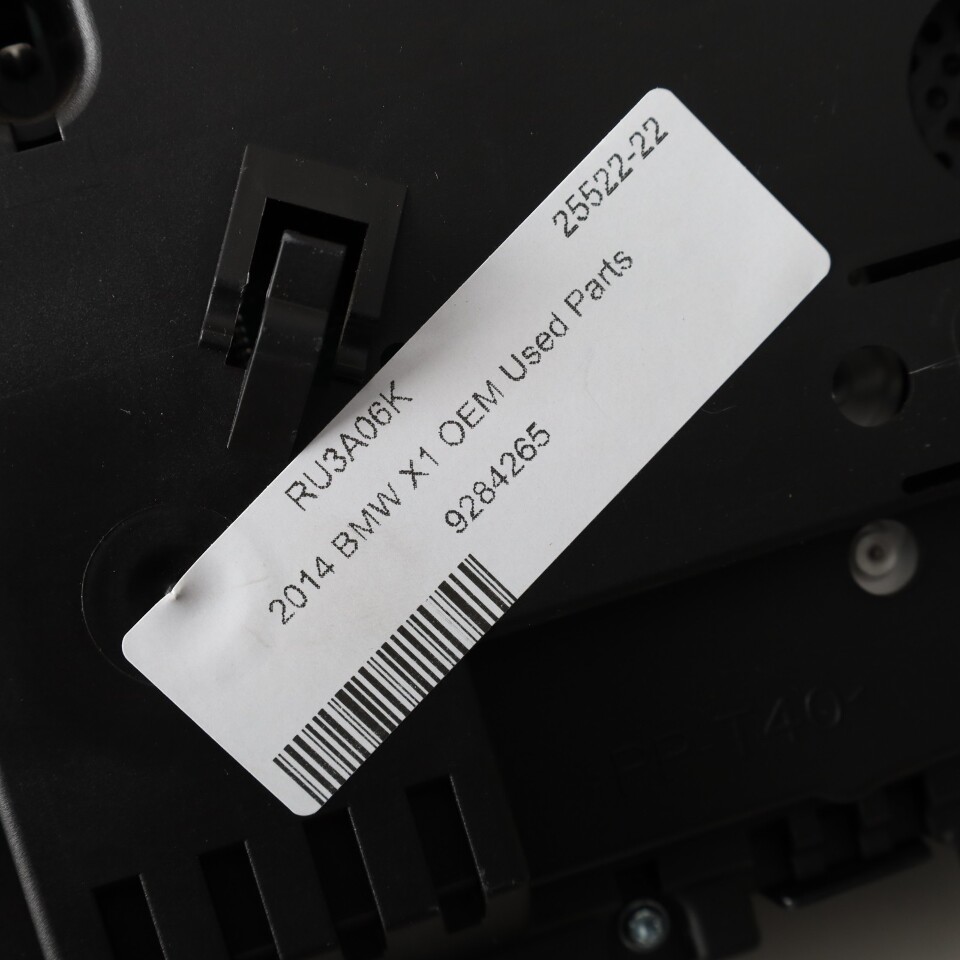 25522-22
RU3A06K
2014 BMW X1 OEM Used Parts
9284265